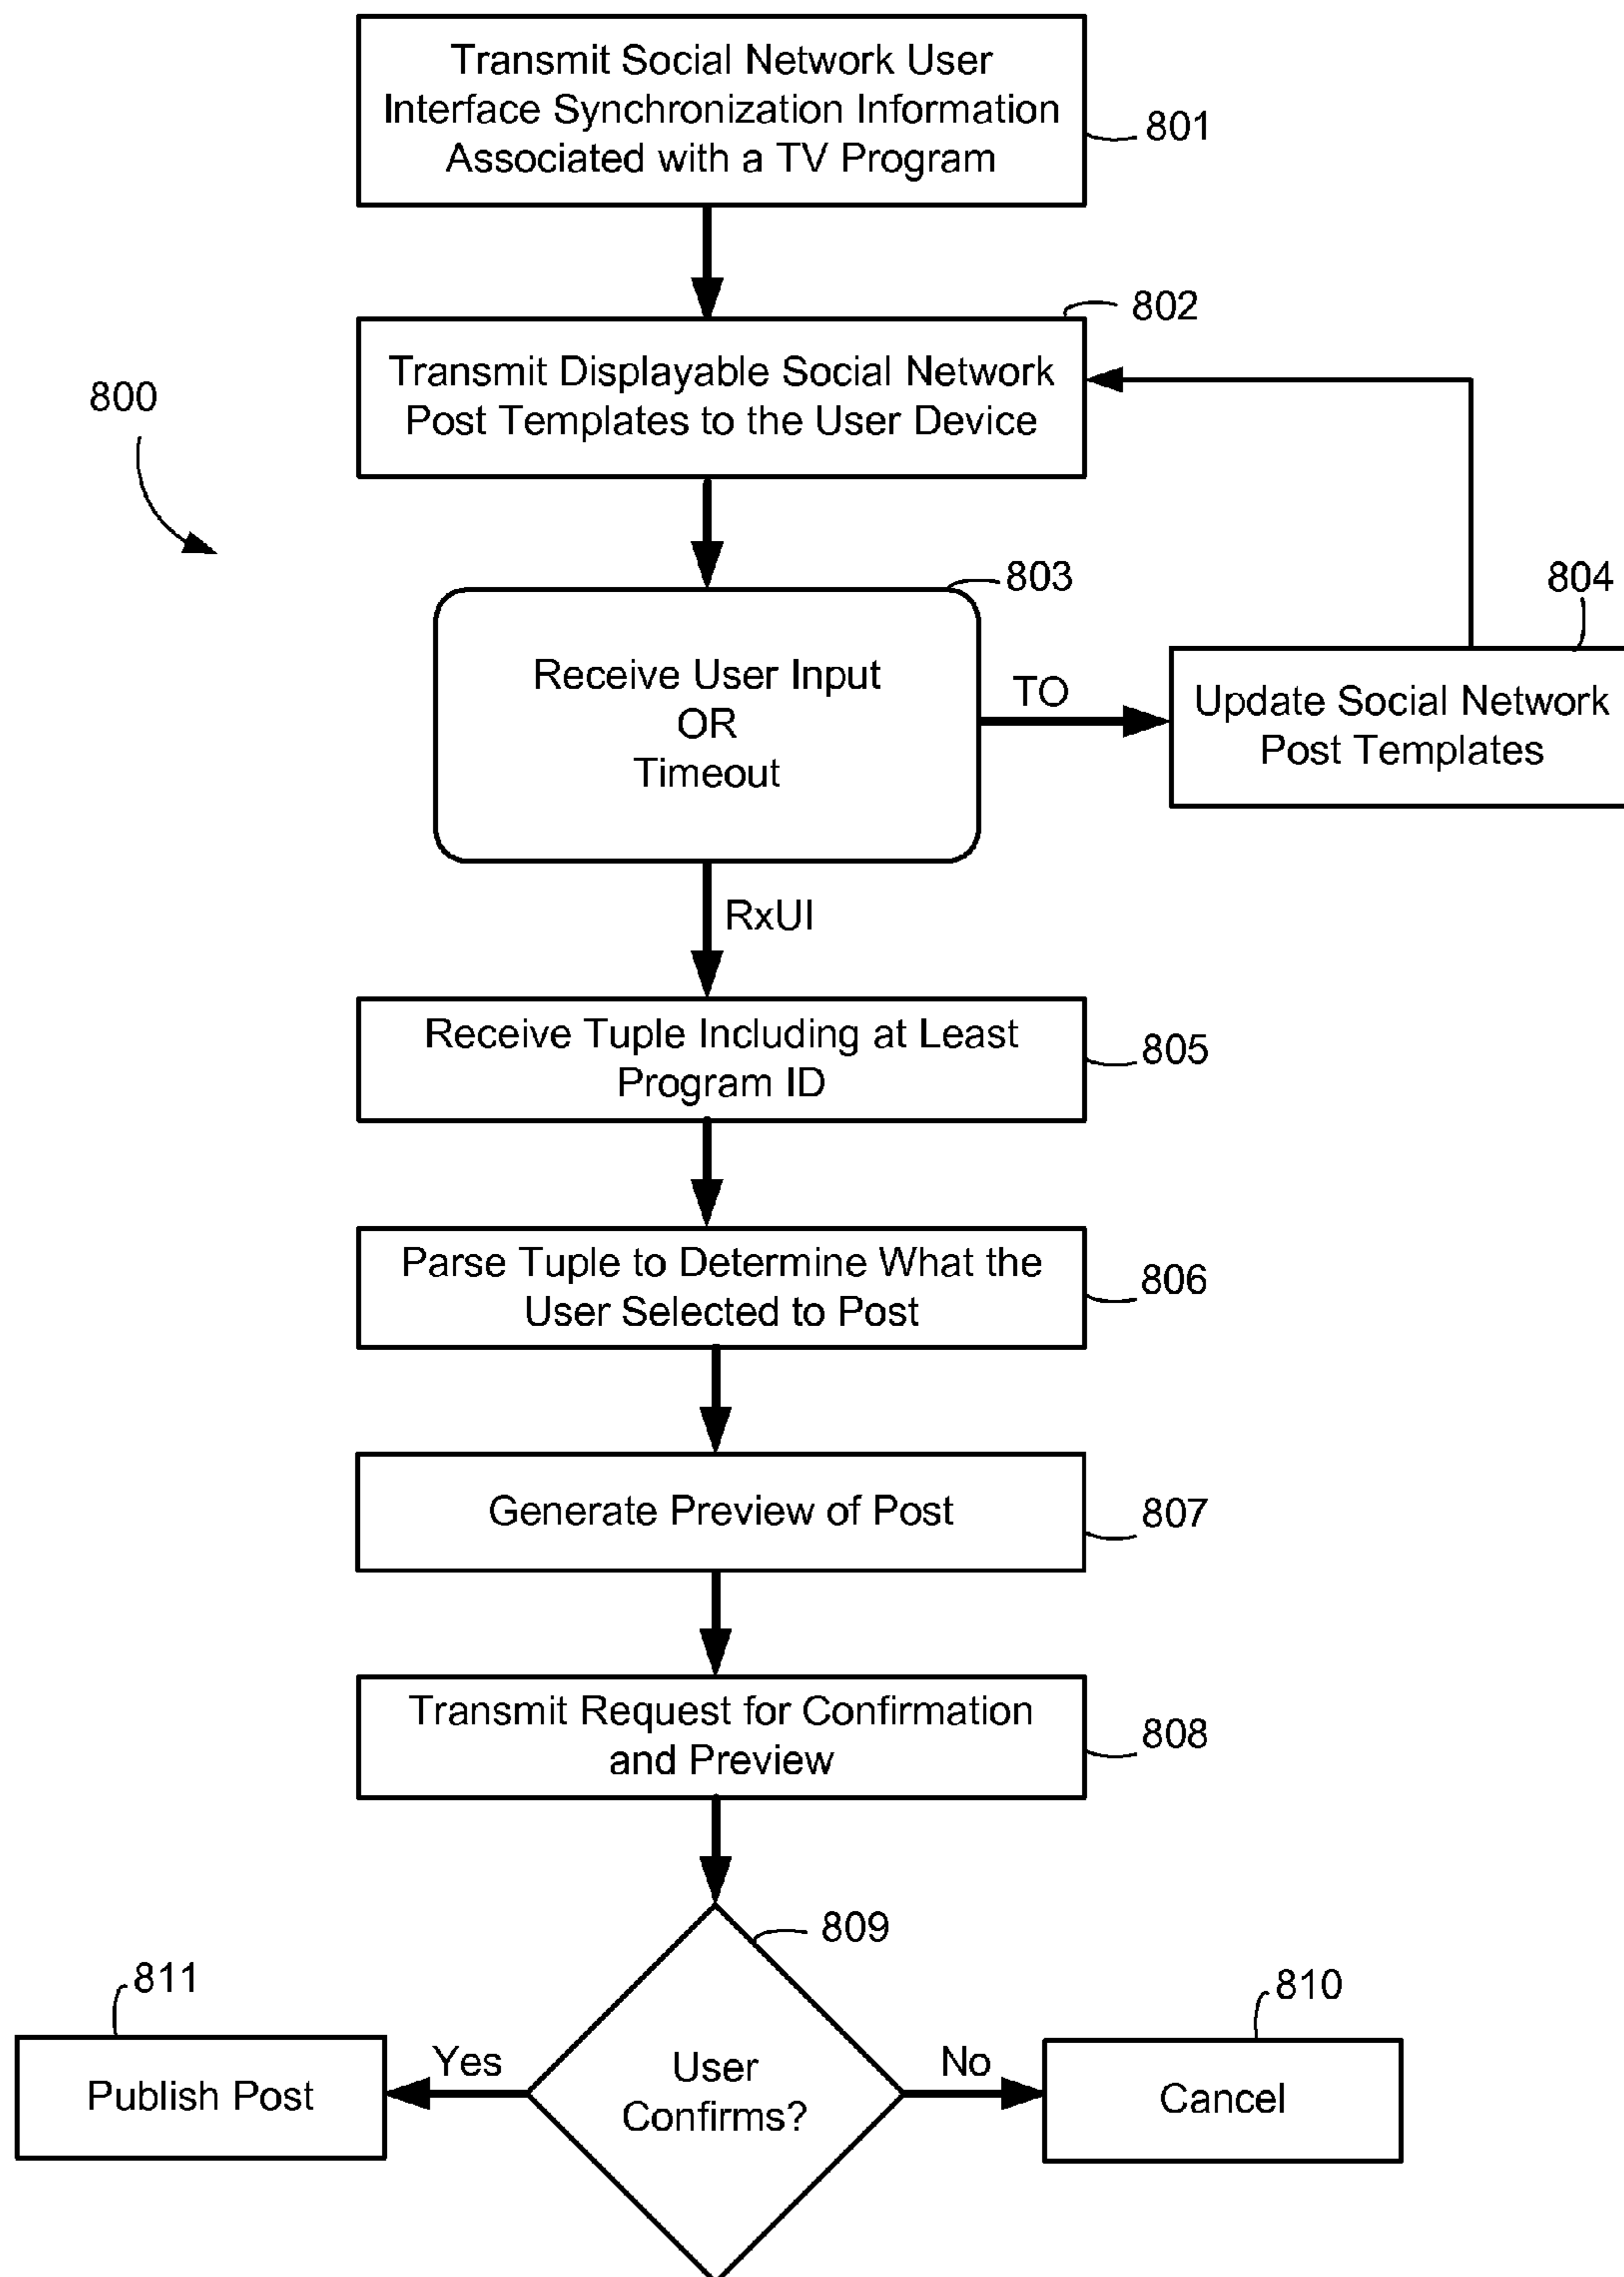 Transmit Social Network User
Interface Synchronization Information
Associated with a TV Program
801
802
Transmit Displayable Social Network
Post Templates to the User Device
800
803
804
Receive User Input
OR
Timeout
TO
Update Social Network
Post Templates
RxUI
Receive Tuple Including at Least
Program ID
805
Parse Tuple to Determine What the
User Selected to Post
806
Generate Preview of Post
807
Transmit Request for Confirmation
and Preview
808
809
811
810
Yes
User
Confirms?
No
Publish Post
Cancel